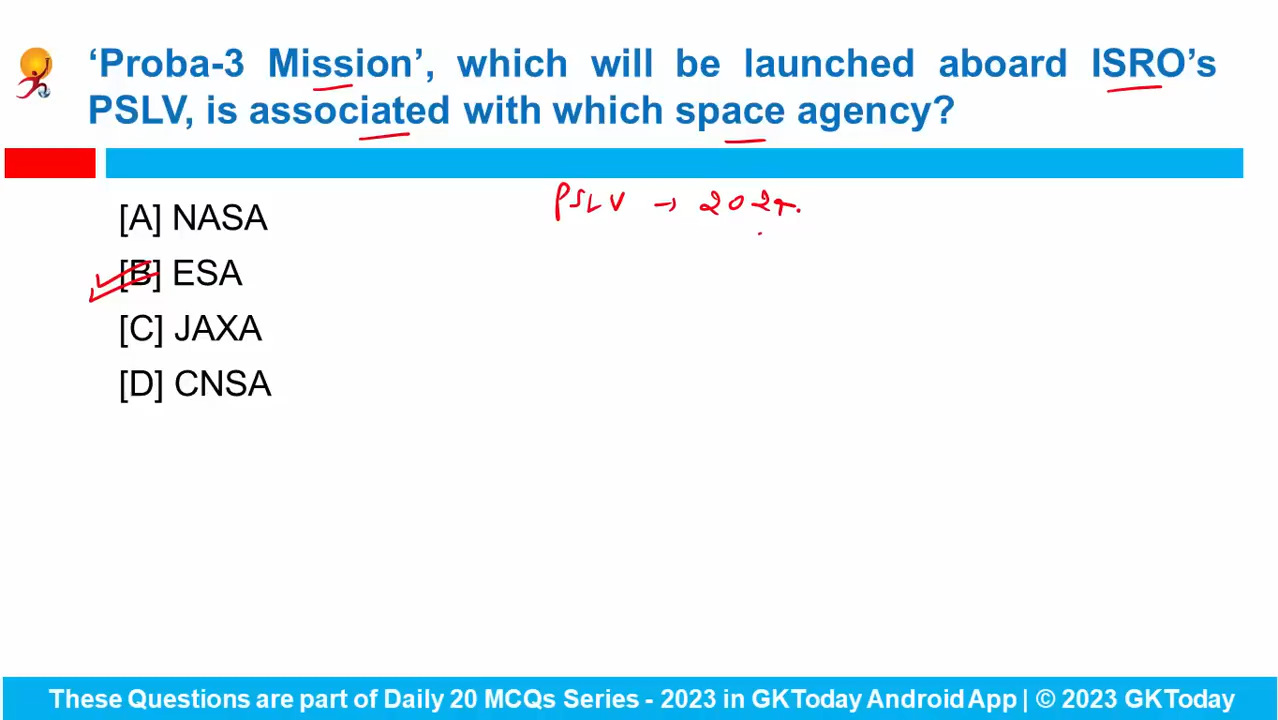 ‘Proba-3 Mission’, which will be launched aboard ISRO’s
PSLV, is associated with which space agency?
PSLV → 2024.
[A] NASA
[B] ESA
[C] JAXA
[D] CNSA
These Questions are part of Daily 20 MCQs Series - 2023 in GKToday Android App | © 2023 GKToday